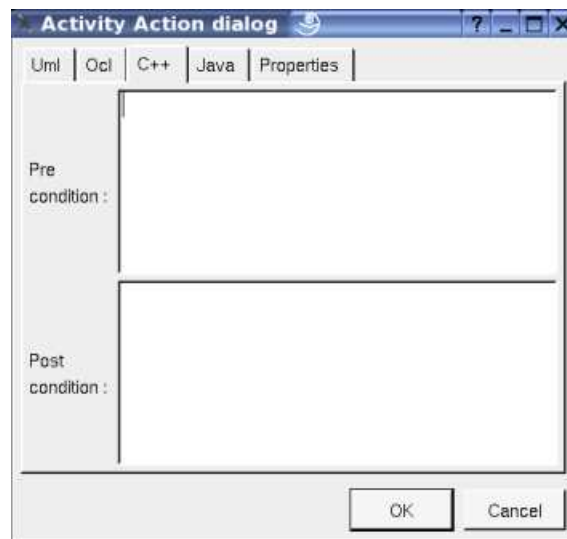 Activity Action dialog ? _ □ X
Uml Ocl C++ Java Properties
Pre
condition :
Post
condition :
OK Cancel